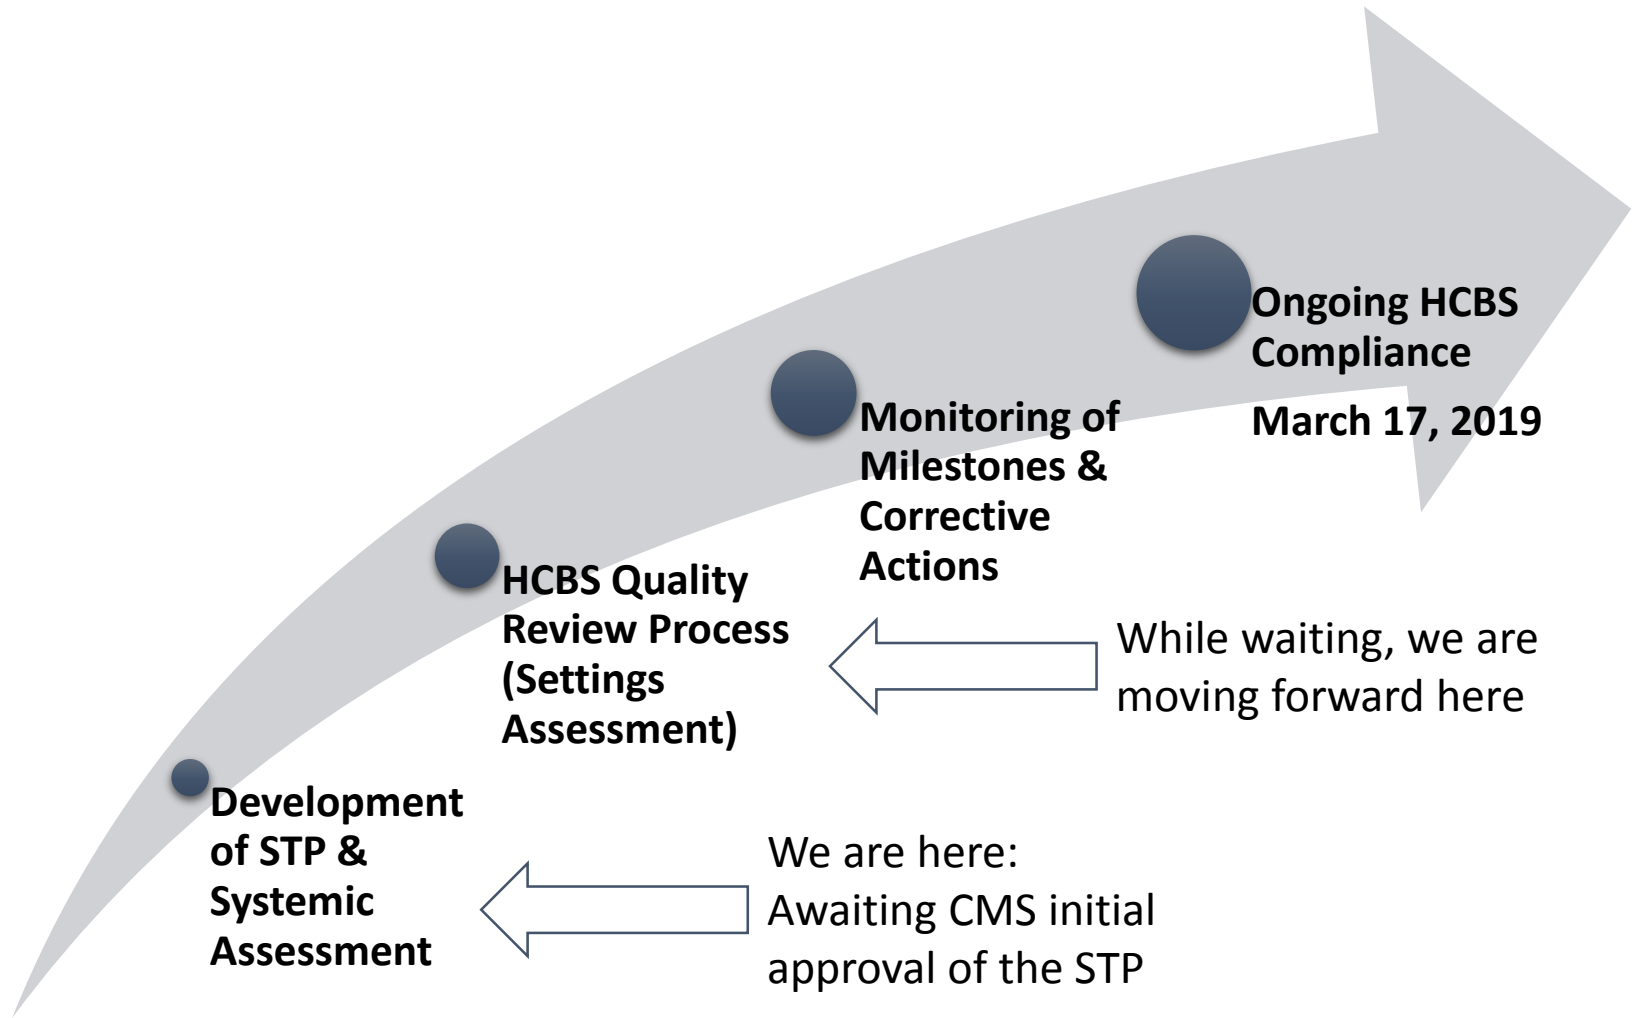 Ongoing HCBS
Compliance
March 17, 2019
Monitoring of
Milestones &
Corrective
Actions
HCBS Quality
Review Process
(Settings
Assessment)
While waiting, we are
moving forward here
Development
of STP &
Systemic
Assessment
We are here:
Awaiting CMS initial
approval of the STP